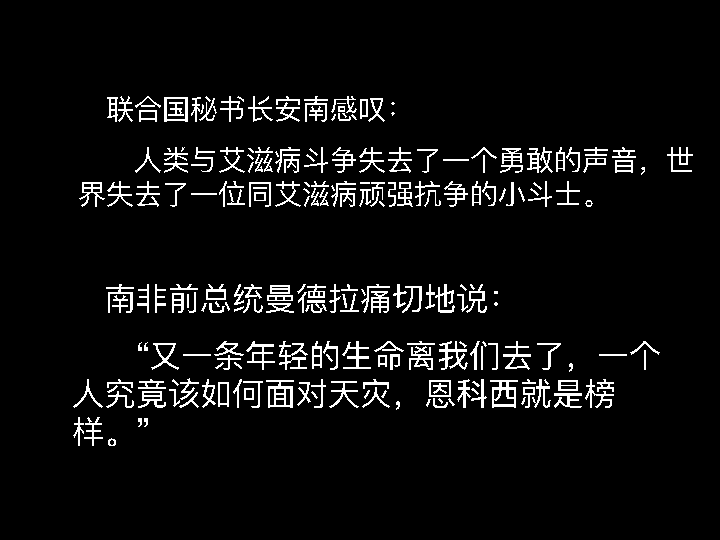 联合国秘书长安南感叹：
人类与艾滋病斗争失去了一个勇敢的声音，世
界失去了一位同艾滋病顽强抗争的小斗士。
南非前总统曼德拉痛切地说：
“又一条年轻的生命离我们去了，一个
人究竟该如何面对天灾，恩科西就是榜
样。”